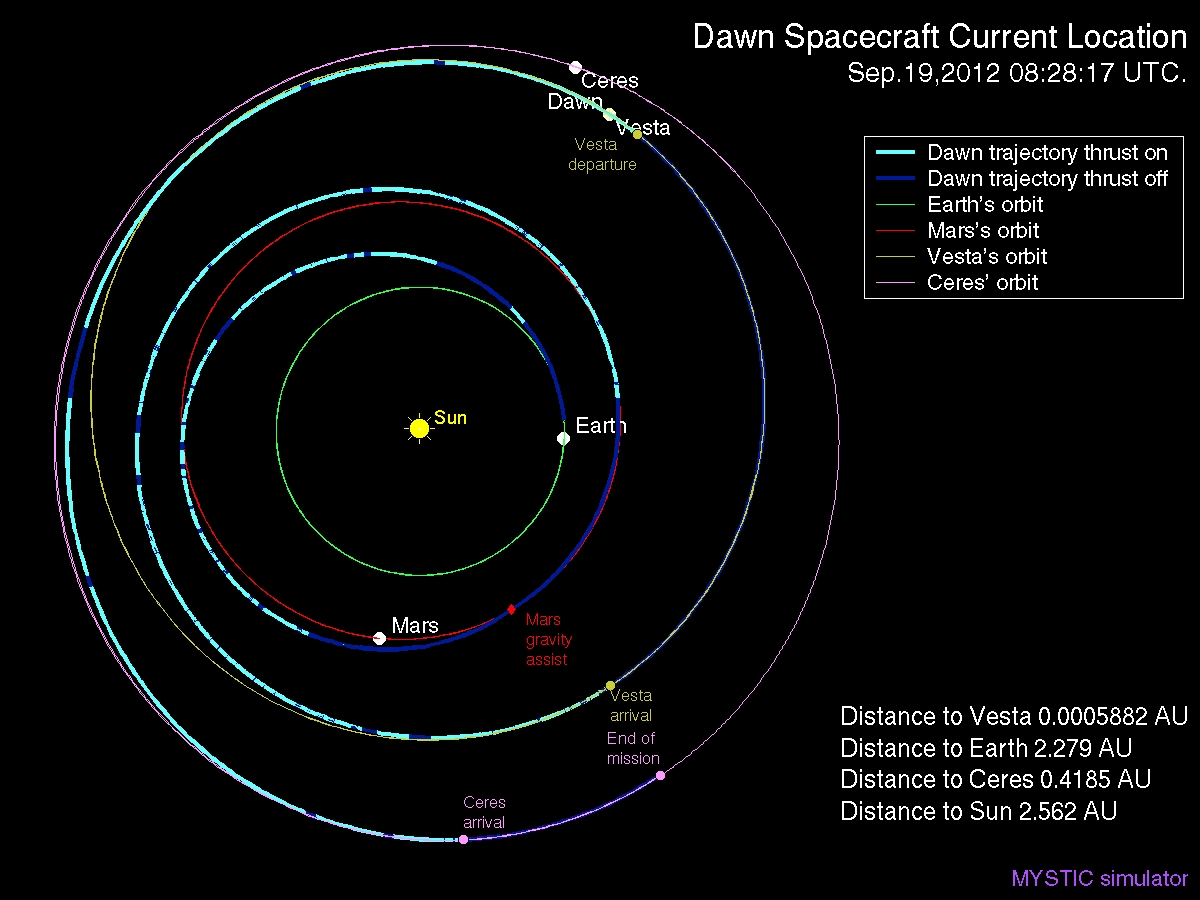 Dawn Spacecraft Current Location
Sep.19,2012 08:28:17 UTC.
Ceres
Dawn
Vesta
Vesta
departure
Dawn trajectory thrust on
Dawn trajectory thrust off
Earth's orbit
Mars's orbit
Vesta's orbit
Ceres' orbit
Sun
Earth
Mars
Mars
gravity
assist
Vesta
arrival
End of
mission
Ceres
arrival
Distance to Vesta 0.0005882 AU
Distance to Earth 2.279 AU
Distance to Ceres 0.4185 AU
Distance to Sun 2.562 AU
MYSTIC simulator